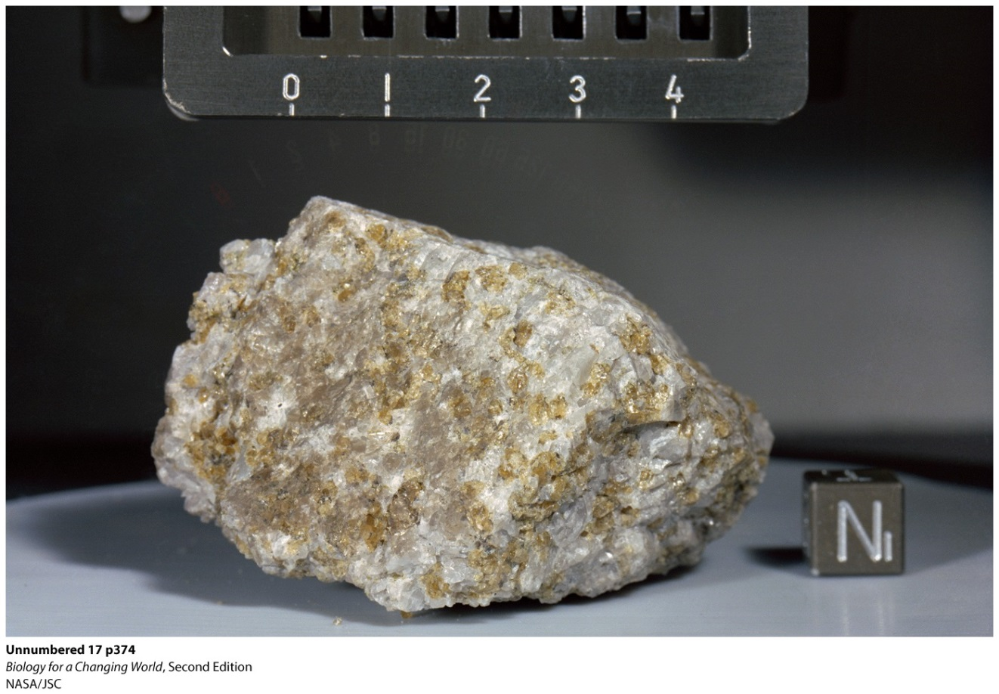 0 1 2 3 4
N
Unnumbered 17 p374
Biology for a Changing World, Second Edition
NASA/JSC